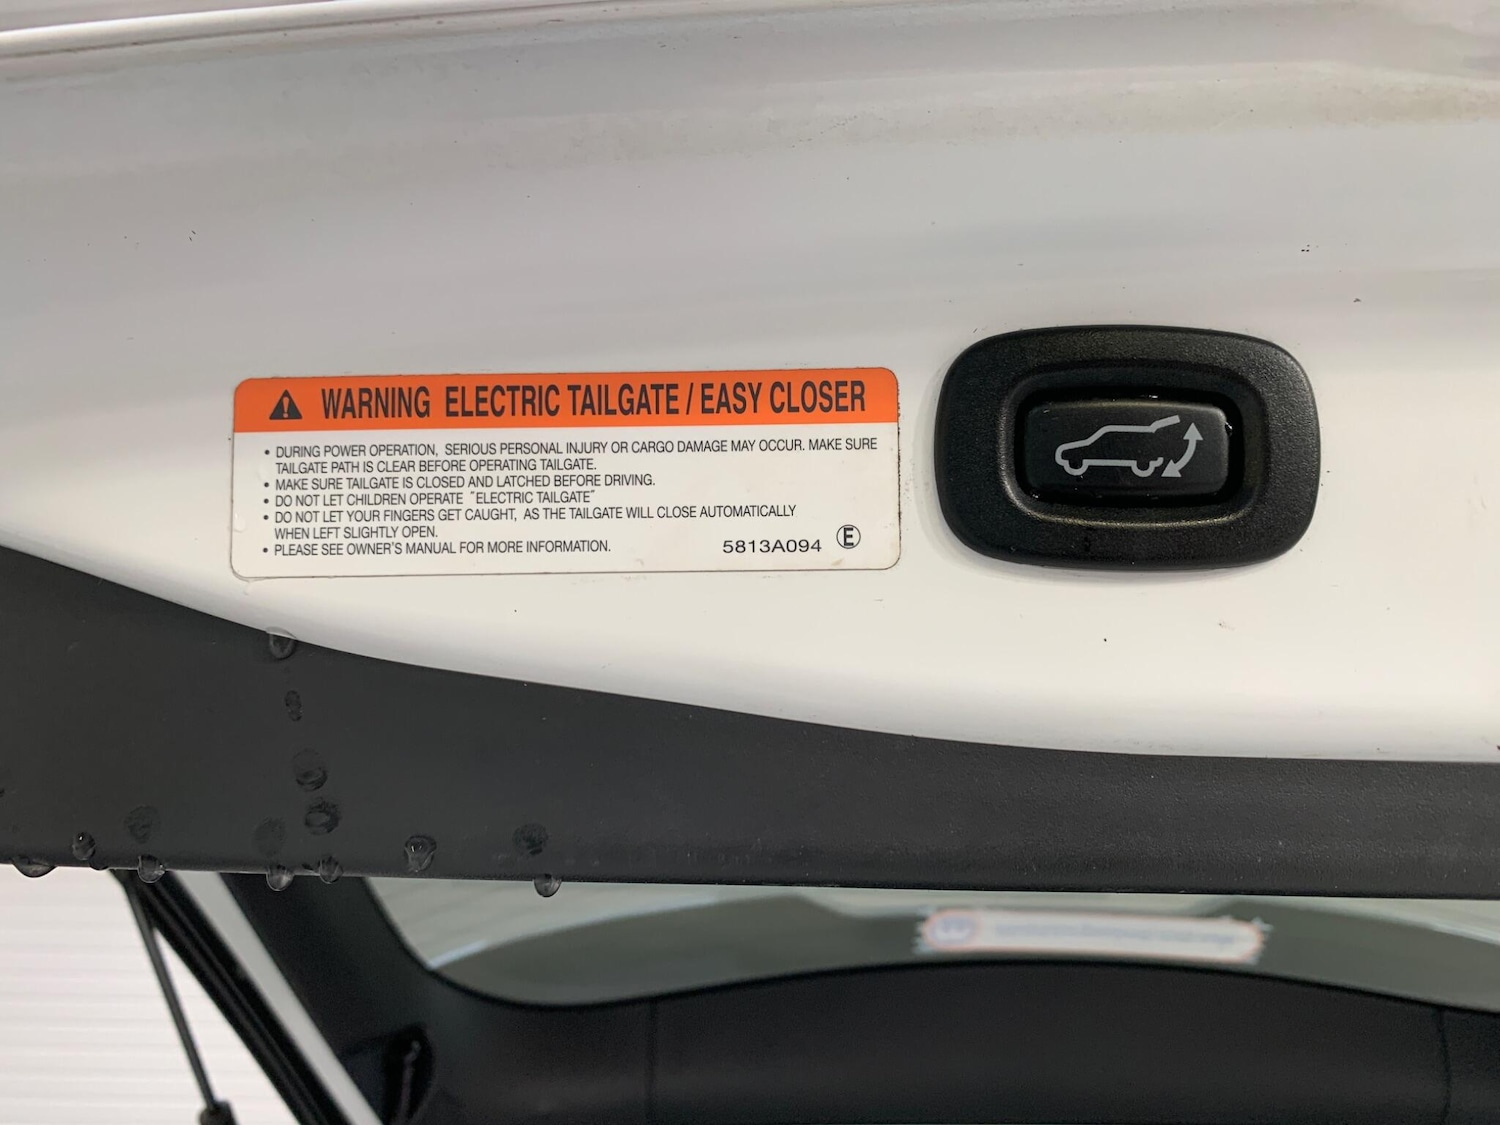 WARNING ELECTRIC TAILGATE / EASY CLOSER
• DURING POWER OPERATION, SERIOUS PERSONAL INJURY OR CARGO DAMAGE MAY OCCUR. MAKE SURE
TAILGATE PATH IS CLEAR BEFORE OPERATING TAILGATE.
• MAKE SURE TAILGATE IS CLOSED AND LATCHED BEFORE DRIVING.
• DO NOT LET CHILDREN OPERATE "ELECTRIC TAILGATE"
• DO NOT LET YOUR FINGERS GET CAUGHT, AS THE TAILGATE WILL CLOSE AUTOMATICALLY
WHEN LEFT SLIGHTLY OPEN.
• PLEASE SEE OWNER'S MANUAL FOR MORE INFORMATION.
5813A094 Ⓔ